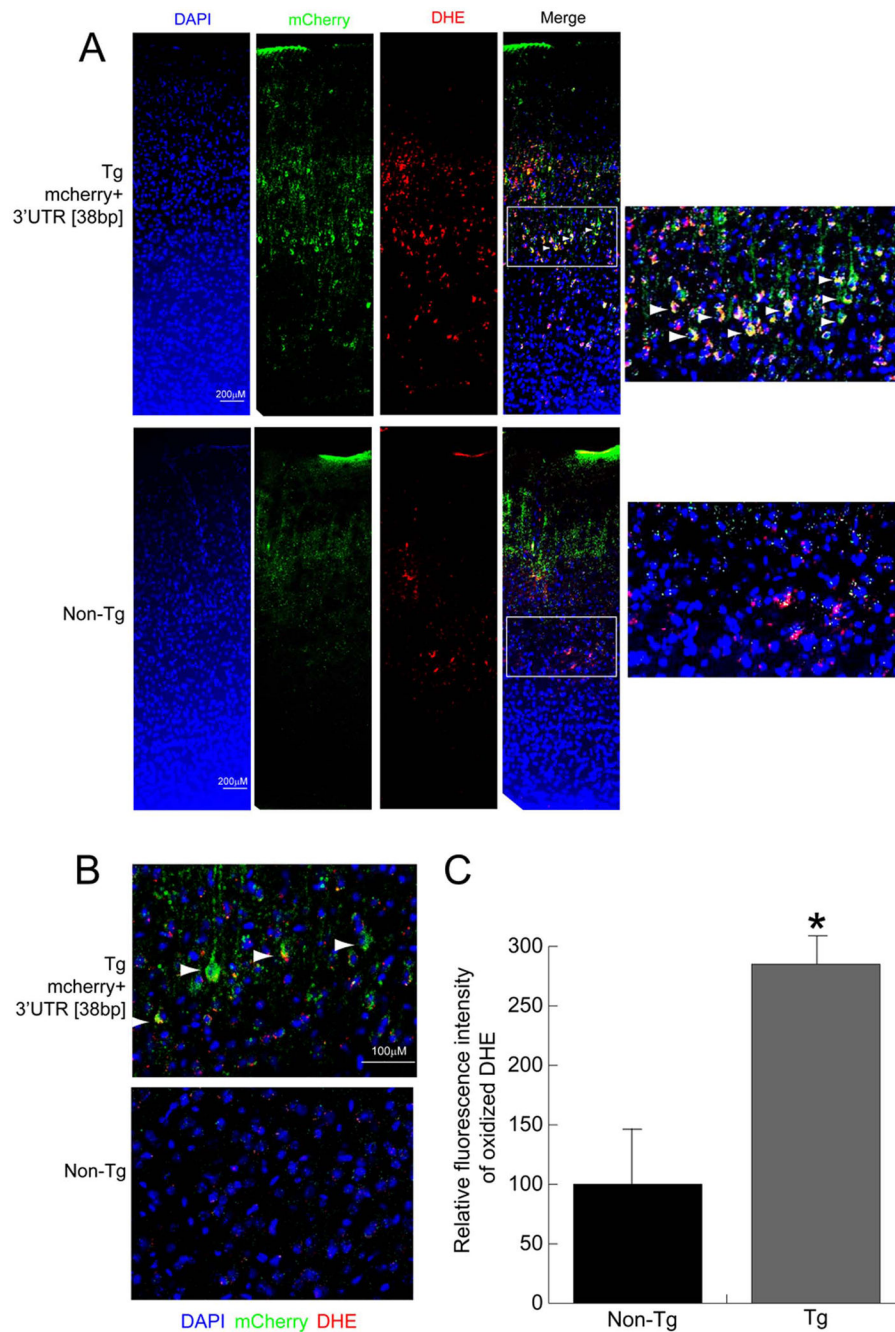 A
DAPI
mCherry
DHE
Merge
Tg
mcherry+
3'UTR [38bp]
200μM
Non-Tg
200μM
B
Tg
mcherry+
3'UTR [38bp]
100μM
Non-Tg
DAPI mCherry DHE
C
Relative fluorescence intensity
of oxidized DHE
300
275
250
200
150
100
50
0
*
Non-Tg
Tg